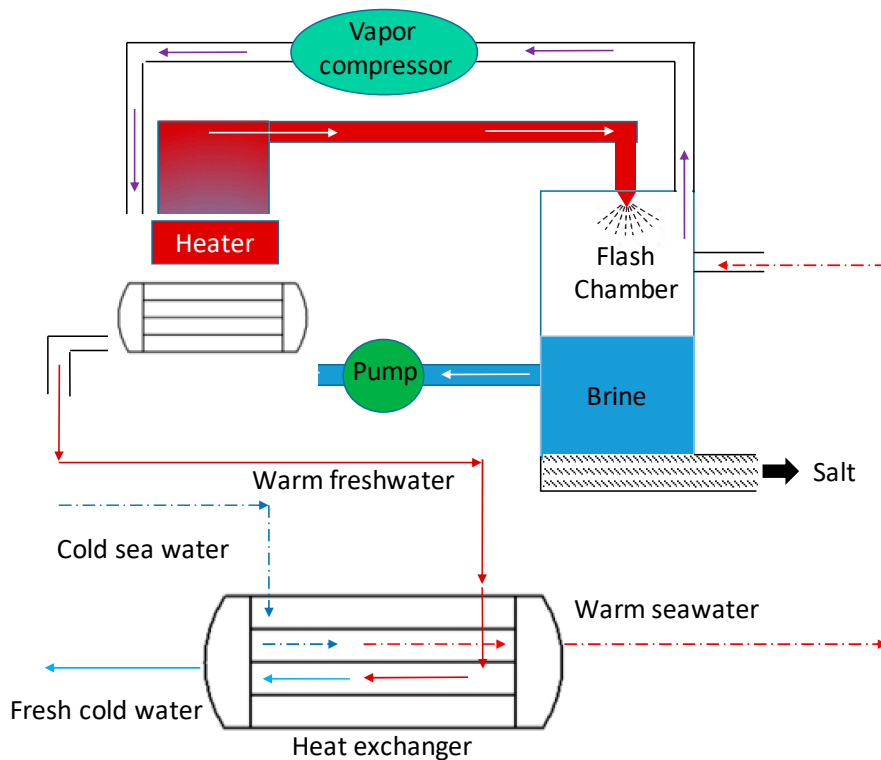 Vapor
compressor
Heater
Flash
Chamber
Pump
Brine
Salt
Warm freshwater
Cold sea water
Warm seawater
Fresh cold water
Heat exchanger